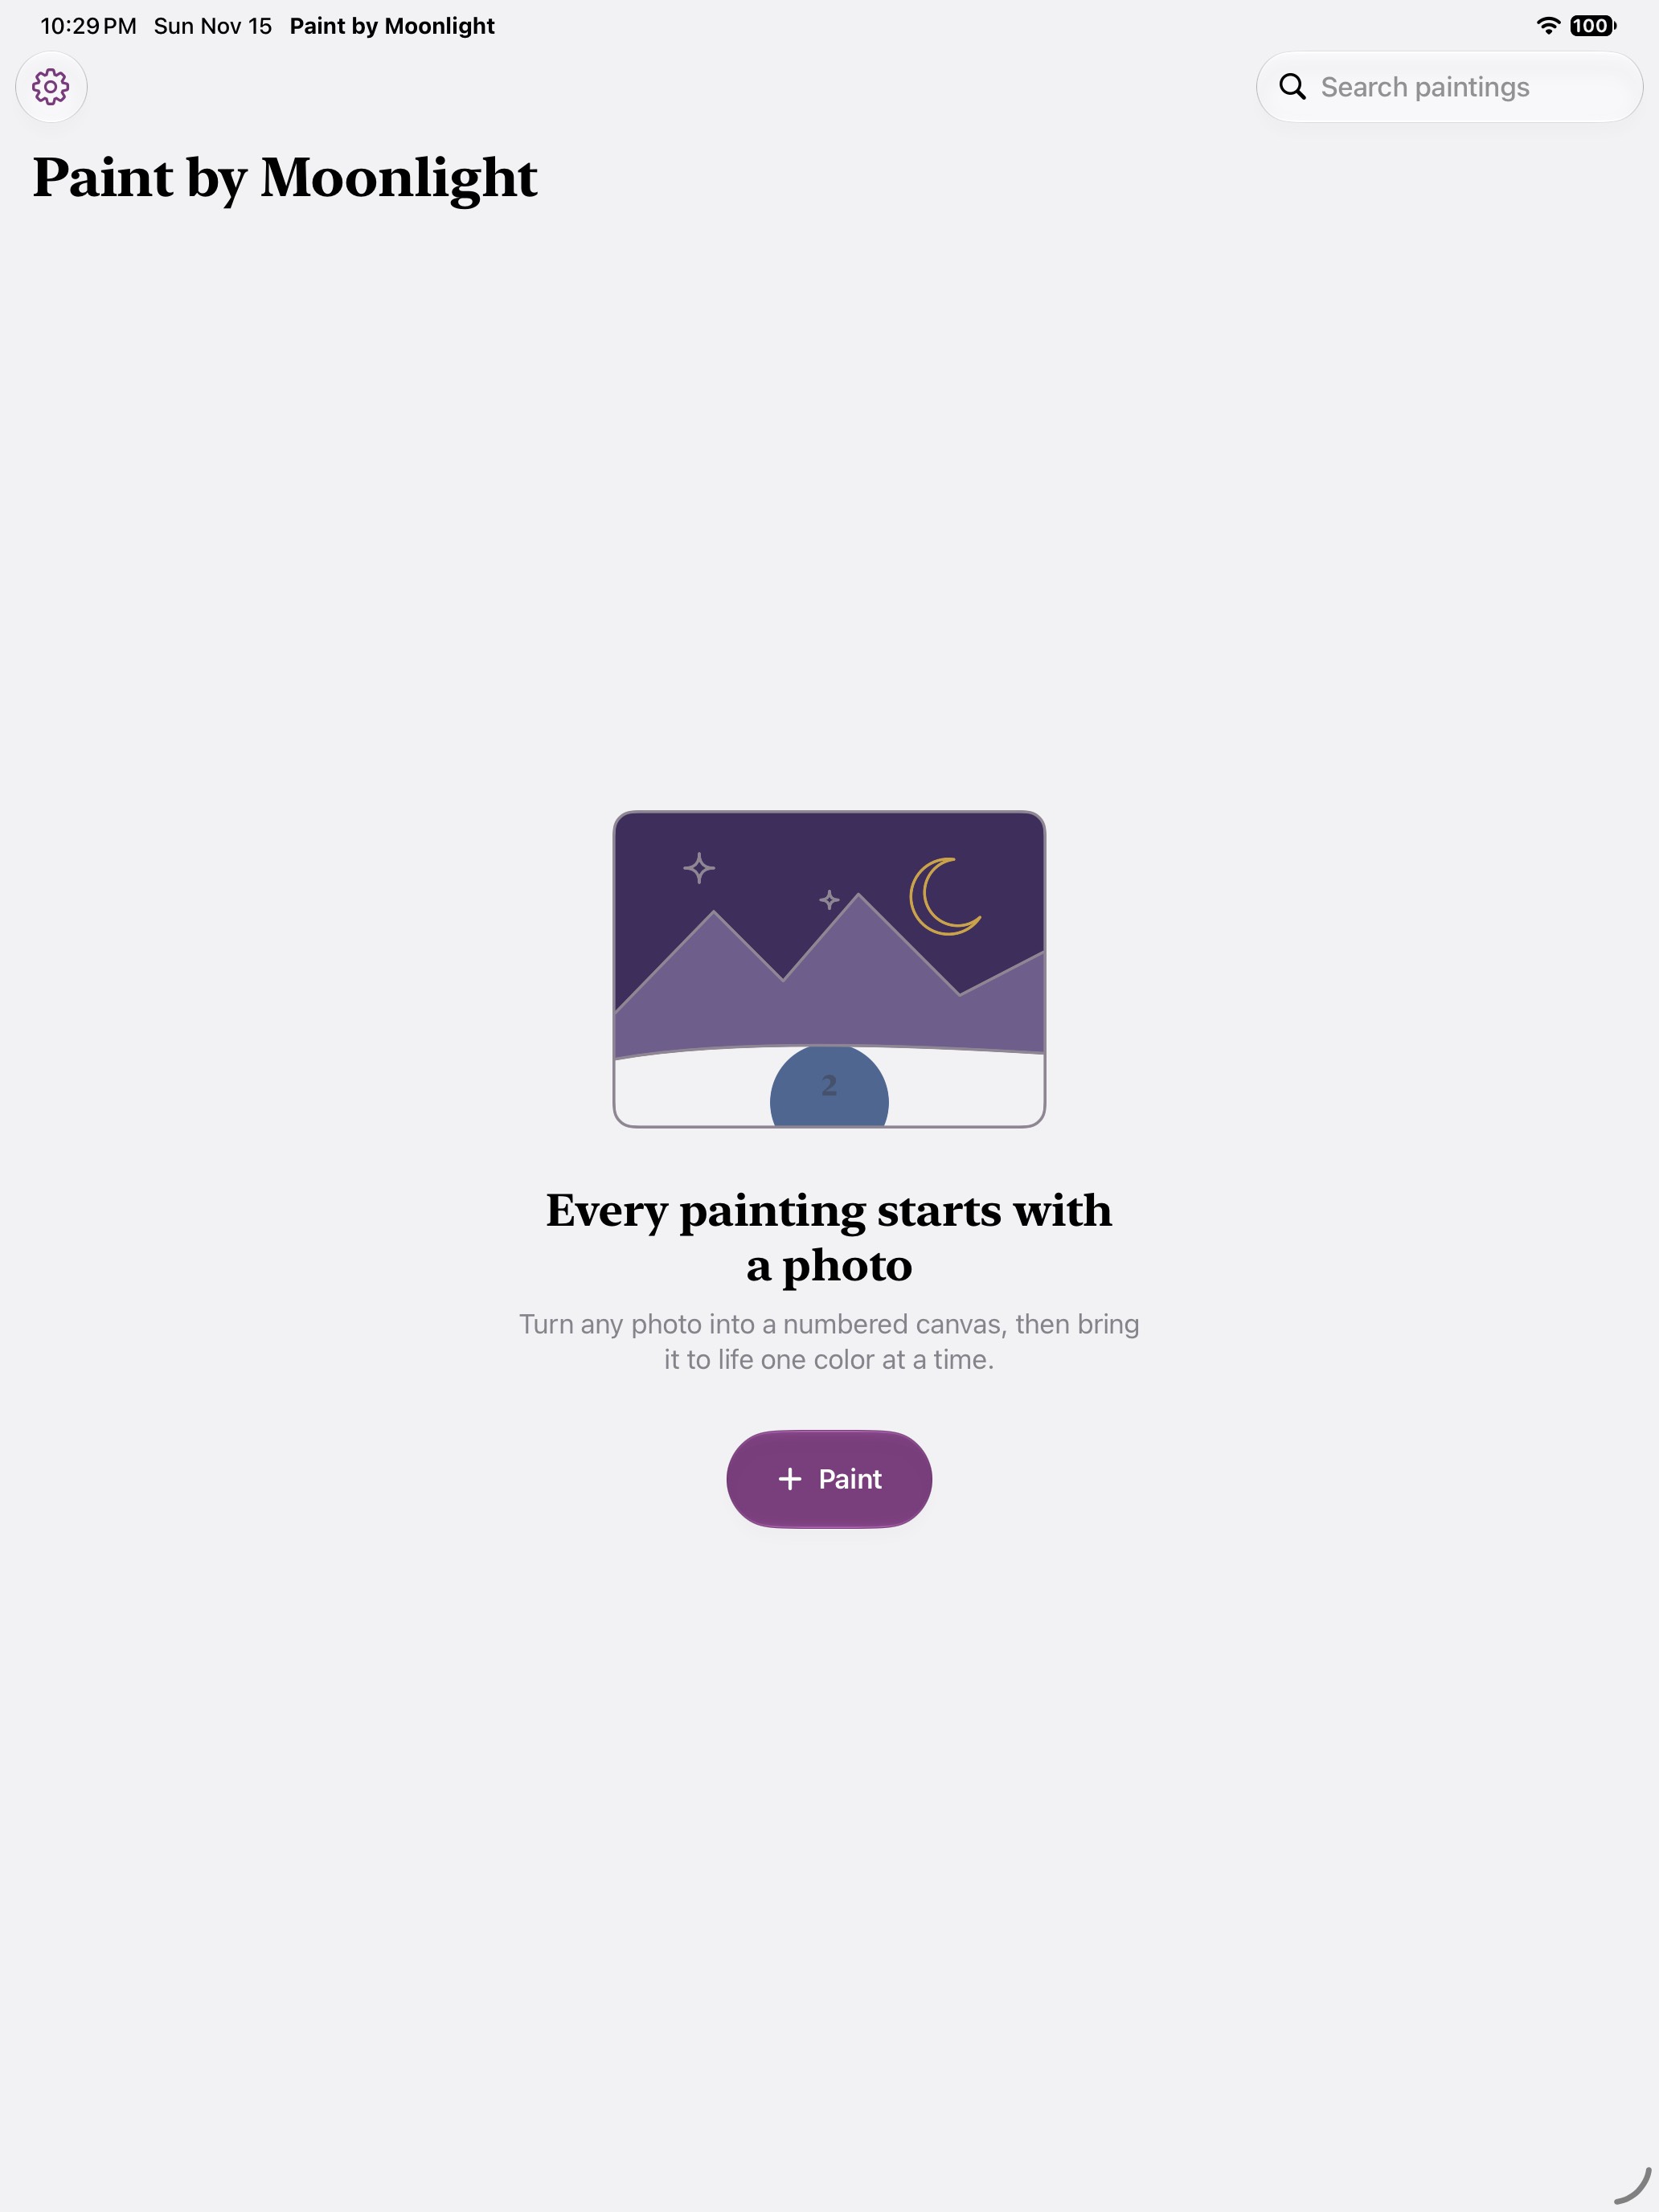 10:29 PM Sun Nov 15 Paint by Moonlight
100
Search paintings
Paint by Moonlight
2
Every painting starts with
a photo
Turn any photo into a numbered canvas, then bring
it to life one color at a time.
+ Paint